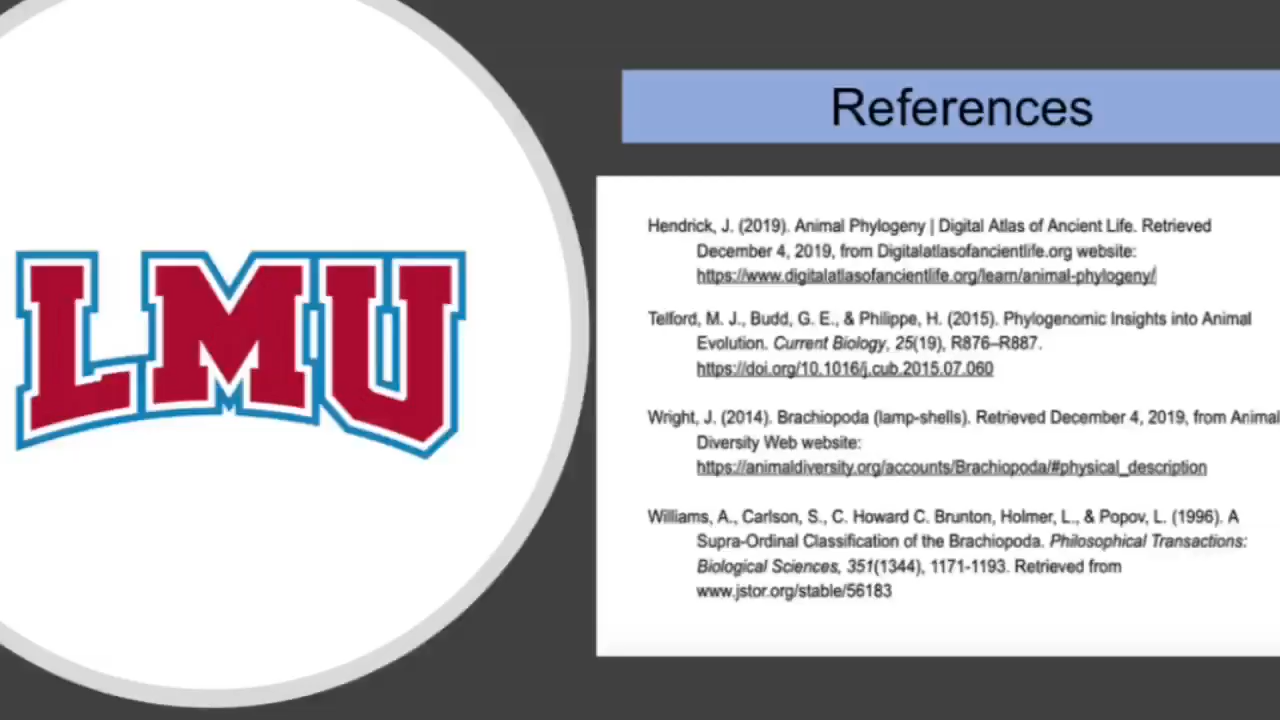 LMU
References
Hendrick, J. (2019). Animal Phylogeny | Digital Atlas of Ancient Life. Retrieved
December 4, 2019, from Digitalatlasofancientlife.org website:
https://www.digitalatlasofancientlife.org/learn/animal-phylogeny/
Telford, M. J., Budd, G. E., & Philippe, H. (2015). Phylogenomic Insights into Animal
Evolution. Current Biology, 25(19), R876–R887.
https://doi.org/10.1016/j.cub.2015.07.060
Wright, J. (2014). Brachiopoda (lamp-shells). Retrieved December 4, 2019, from Animal
Diversity Web website:
https://animaldiversity.org/accounts/Brachiopoda/#physical_description
Williams, A., Carlson, S., C. Howard C. Brunton, Holmer, L., & Popov, L. (1996). A
Supra-Ordinal Classification of the Brachiopoda. Philosophical Transactions:
Biological Sciences, 351(1344), 1171-1193. Retrieved from
www.jstor.org/stable/56183